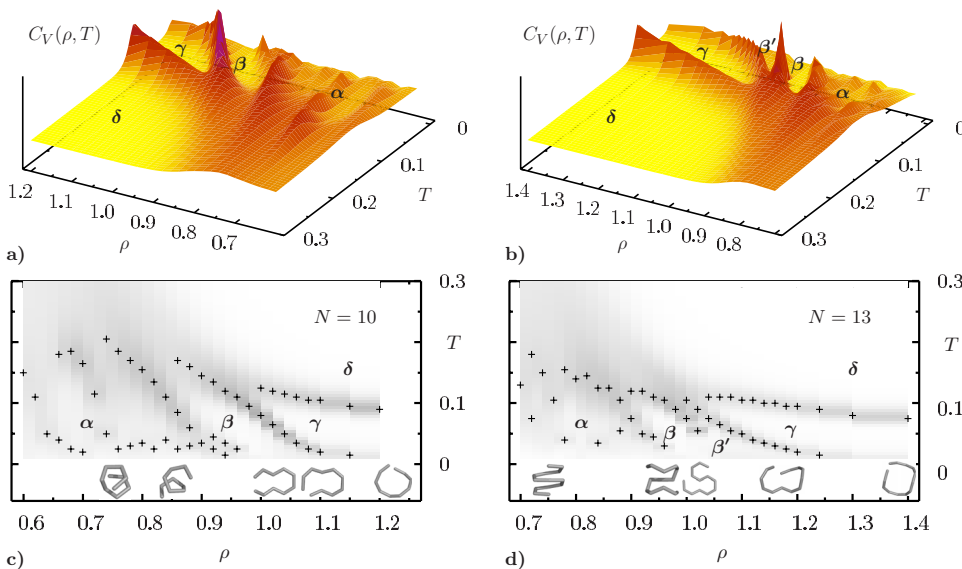 C_V(ρ, T)
γ
β
α
δ
0
0.1
0.2
0.3
T
1.2
1.1
1.0
0.9
0.8
0.7
ρ
a)
C_V(ρ, T)
γ
β′
β
α
δ
0
0.1
0.2
0.3
T
1.4
1.3
1.2
1.1
1.0
0.9
0.8
ρ
b)
N = 10
0.3
T
δ
0.1
α
β
γ
0
0.6 0.7 0.8 0.9 1.0 1.1 1.2
ρ
c)
N = 13
0.3
T
δ
0.1
α
β
β′
γ
0
0.7 0.8 0.9 1.0 1.1 1.2 1.3 1.4
ρ
d)